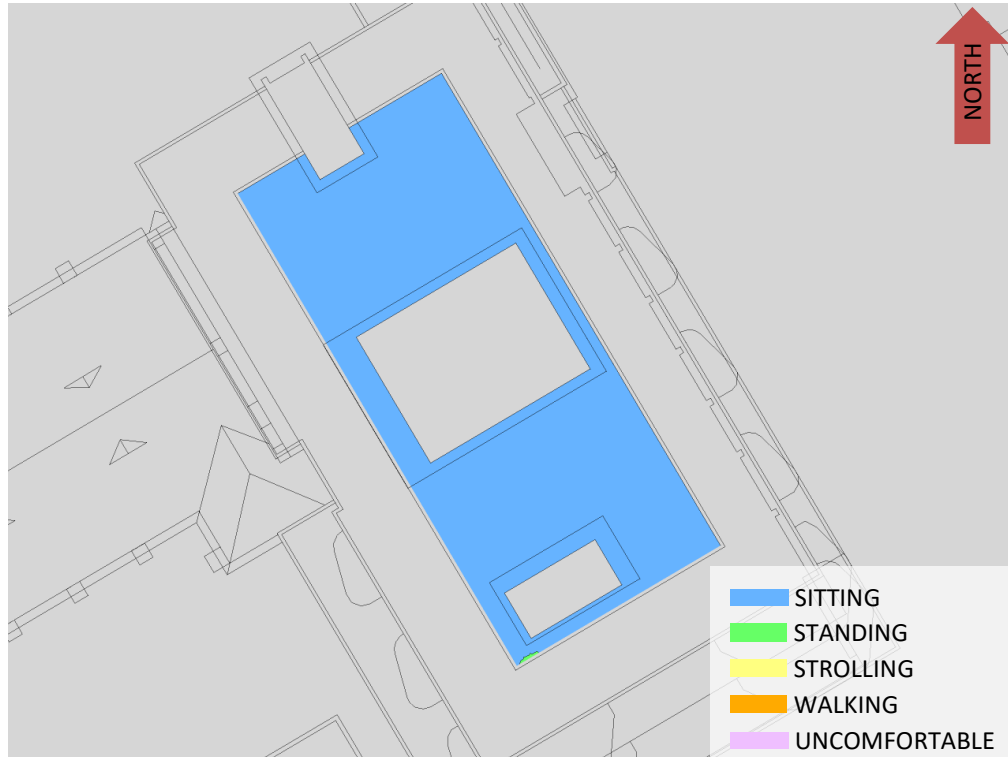 NORTH
SITTING
STANDING
STROLLING
WALKING
UNCOMFORTABLE